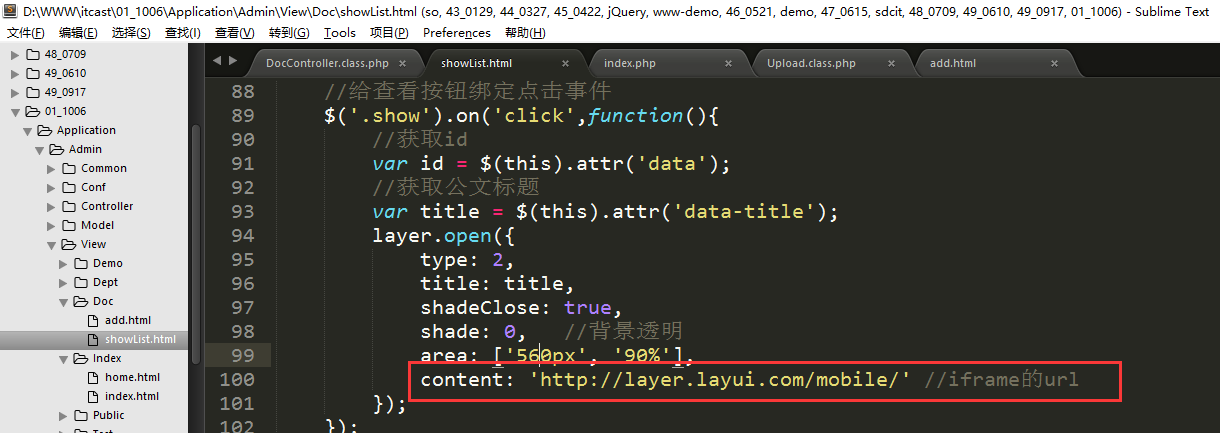 D:\WWW\itcast\01_1006\Application\Admin\View\Doc\showList.html (so, 43_0129, 44_0327, 45_0422, jQuery, www-demo, 46_0521, demo, 47_0615, sdcit, 48_0709, 49_0610, 49_0917, 01_1006) - Sublime Text
文件(F) 编辑(E) 选择(S) 查找(I) 查看(V) 转到(G) Tools 项目(P) Preferences 帮助(H)
48_0709
49_0610
49_0917
01_1006
Application
Admin
Common
Conf
Controller
Model
View
Demo
Dept
Doc
add.html
showList.html
Index
home.html
index.html
Public
DocController.class.php × showList.html × index.php × Upload.class.php × add.html ×
88 //给查看按钮绑定点击事件
89 $('.show').on('click',function(){
90 //获取id
91 var id = $(this).attr('data');
92 //获取公文标题
93 var title = $(this).attr('data-title');
94 layer.open({
95 type: 2,
96 title: title,
97 shadeClose: true,
98 shade: 0, //背景透明
99 area: ['560px', '90%'],
100 content: 'http://layer.layui.com/mobile/' //iframe的url
101 });
102 });